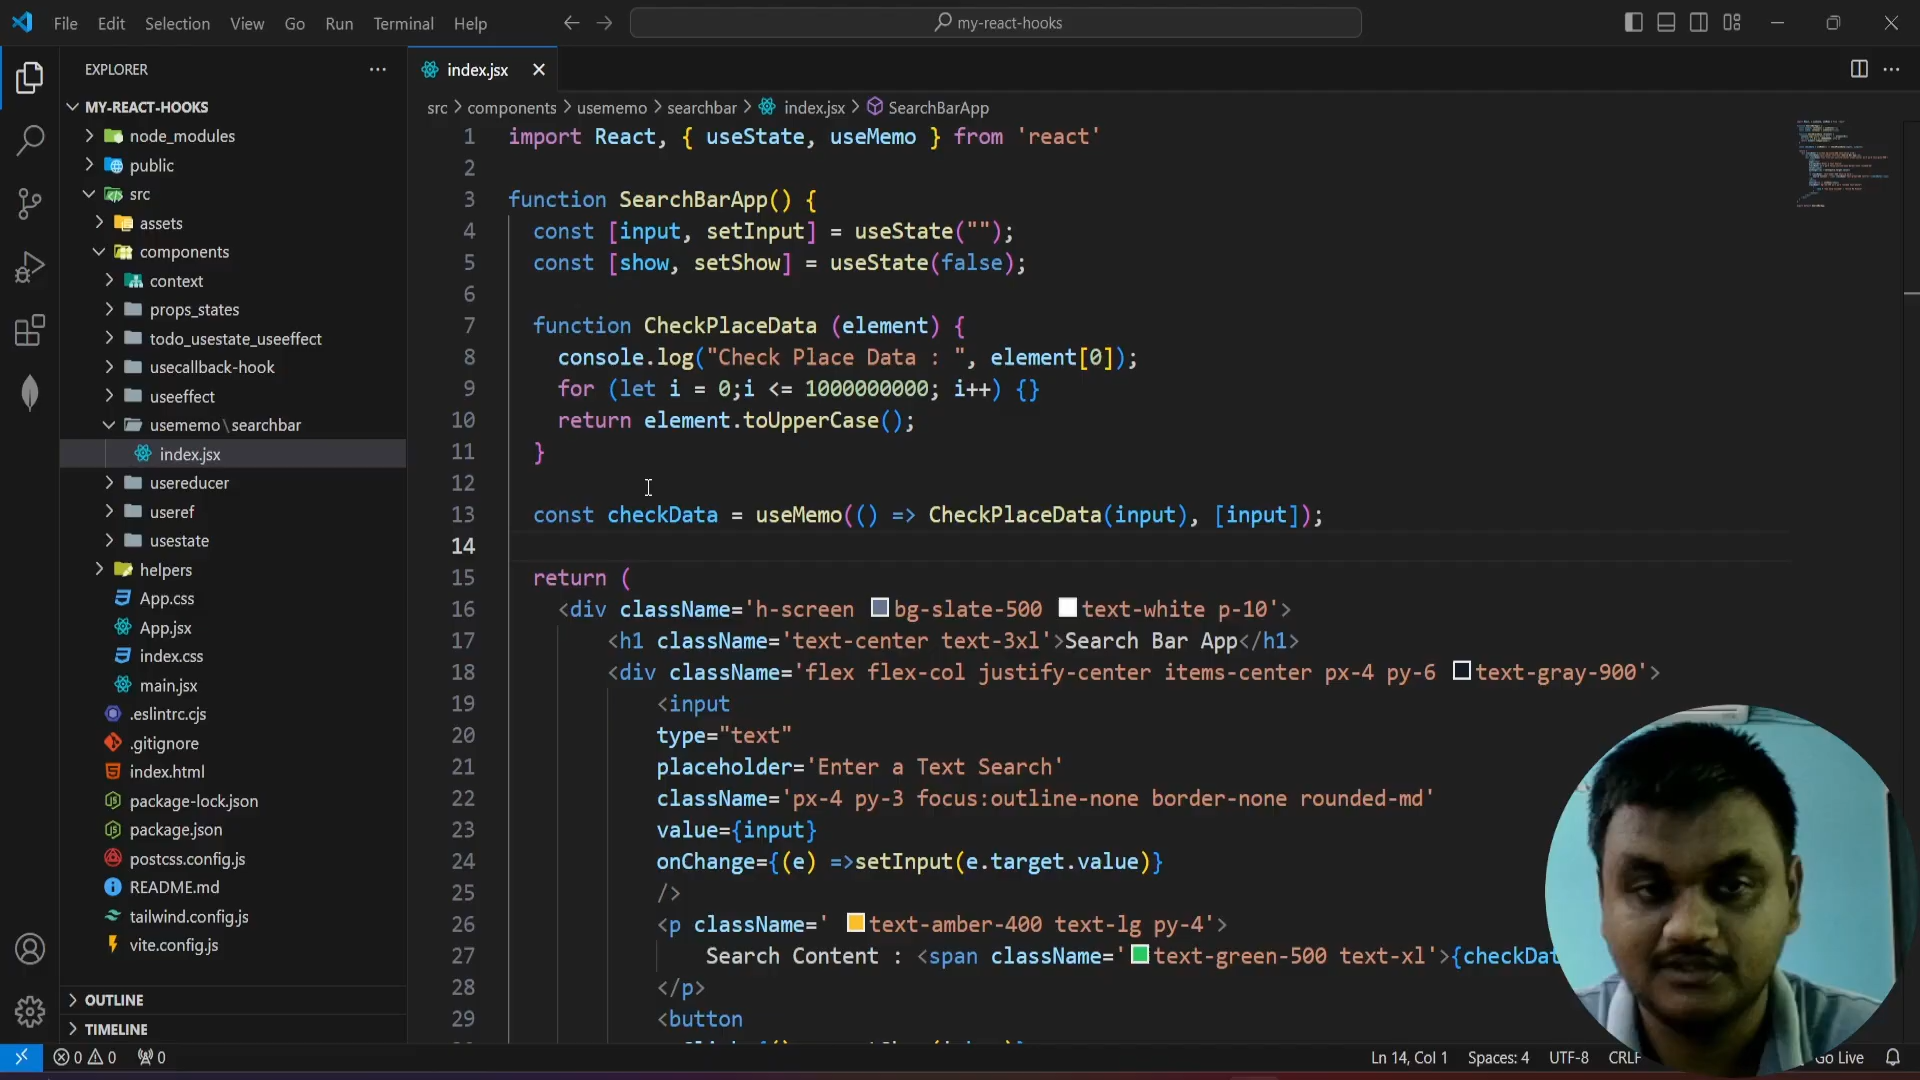 File Edit Selection View Go Run Terminal Help
my-react-hooks
EXPLORER
MY-REACT-HOOKS
node_modules
public
src
assets
components
context
props_states
todo_usestate_useeffect
usecallback-hook
useeffect
usememo\searchbar
index.jsx
usereducer
useref
usestate
helpers
App.css
App.jsx
index.css
main.jsx
.eslintrc.cjs
.gitignore
index.html
package-lock.json
package.json
postcss.config.js
README.md
tailwind.config.js
vite.config.js
OUTLINE
TIMELINE
index.jsx
src > components > usememo > searchbar > index.jsx > SearchBarApp
1 import React, { useState, useMemo } from 'react'
2
3 function SearchBarApp() {
4 const [input, setInput] = useState("");
5 const [show, setShow] = useState(false);
6
7 function CheckPlaceData (element) {
8 console.log("Check Place Data : ", element[0]);
9 for (let i = 0;i <= 1000000000; i++) {}
10 return element.toUpperCase();
11 }
12
13 const checkData = useMemo(() => CheckPlaceData(input), [input]);
14
15 return (
16 <div className='h-screen bg-slate-500 text-white p-10'>
17 <h1 className='text-center text-3xl'>Search Bar App</h1>
18 <div className='flex flex-col justify-center items-center px-4 py-6 text-gray-900'>
19 <input
20 type="text"
21 placeholder='Enter a Text Search'
22 className='px-4 py-3 focus:outline-none border-none rounded-md'
23 value={input}
24 onChange={(e) =>setInput(e.target.value)}
25 />
26 <p className=' text-amber-400 text-lg py-4'>
27 Search Content : <span className=' text-green-500 text-xl'>{checkDat
28 </p>
29 <button
0 0 0 Ln 14, Col 1 Spaces: 4 UTF-8 CRLF Go Live